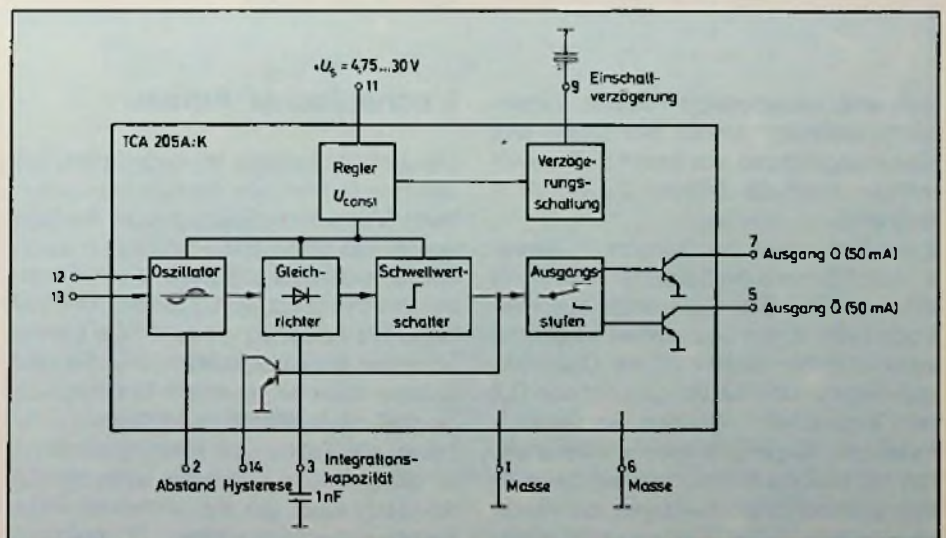 +Us = 4,75...30 V
11
9
Einschalt-
verzögerung
TCA 205A;K
Regler
Uconst
Verzöge-
rungs-
schaltung
12
13
Oszillator
Gleich-
richter
Schwellwert-
schalter
Ausgangs-
stufen
7
Ausgang Q (50 mA)
5
Ausgang Q̄ (50 mA)
2
Abstand
14
Hysterese
3
Integrations-
kapazität
1nF
1
Masse
6
Masse